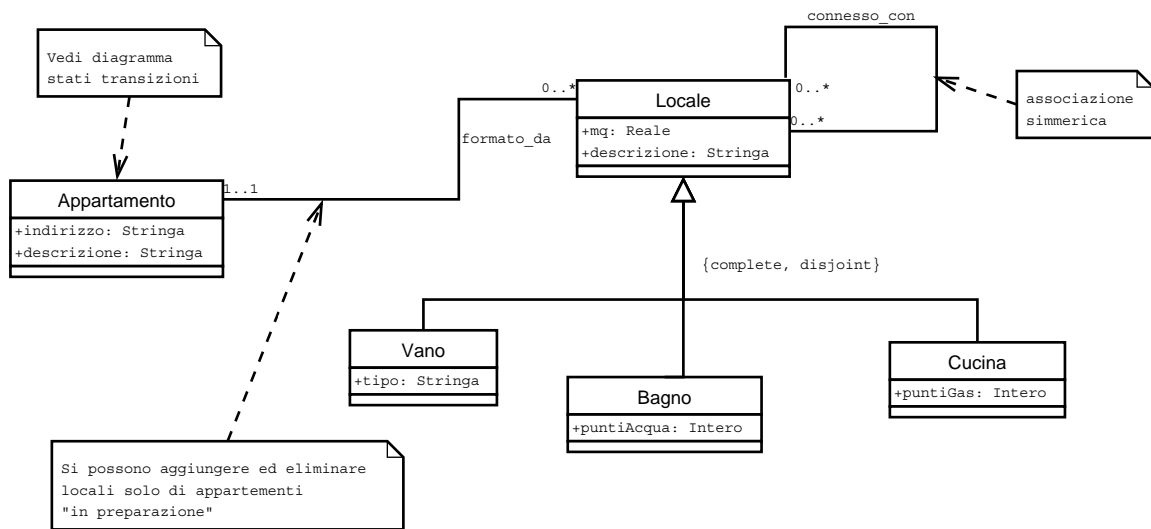 connesso_con
Vedi diagramma
stati transizioni
0..*
Locale
0..*
associazione
simmerica
+mq: Reale
0..*
formato_da
+descrizione: Stringa
1..1
Appartamento
+indirizzo: Stringa
+descrizione: Stringa
{complete, disjoint}
Vano
+tipo: Stringa
Bagno
+puntiAcqua: Intero
Cucina
+puntiGas: Intero
Si possono aggiungere ed eliminare
locali solo di appartementi
"in preparazione"